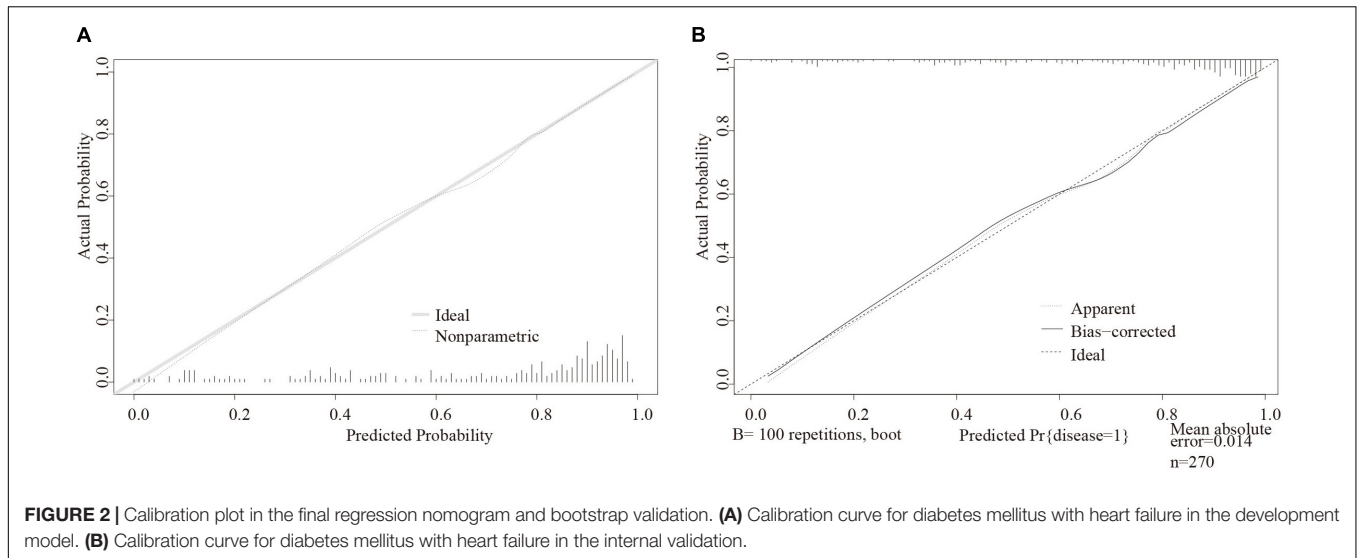 A
Actual Probability
1.0
0.8
0.6
0.4
0.2
0.0
Ideal
Nonparametric
0.0 0.2 0.4 0.6 0.8 1.0
Predicted Probability
B
Actual Probability
1.0
0.8
0.6
0.4
0.2
0.0
Apparent
Bias−corrected
Ideal
0.0 0.2 0.4 0.6 0.8 1.0
B= 100 repetitions, boot
Predicted Pr{disease=1}
Mean absolute
error=0.014
n=270
FIGURE 2 | Calibration plot in the final regression nomogram and bootstrap validation. (A) Calibration curve for diabetes mellitus with heart failure in the development
model. (B) Calibration curve for diabetes mellitus with heart failure in the internal validation.